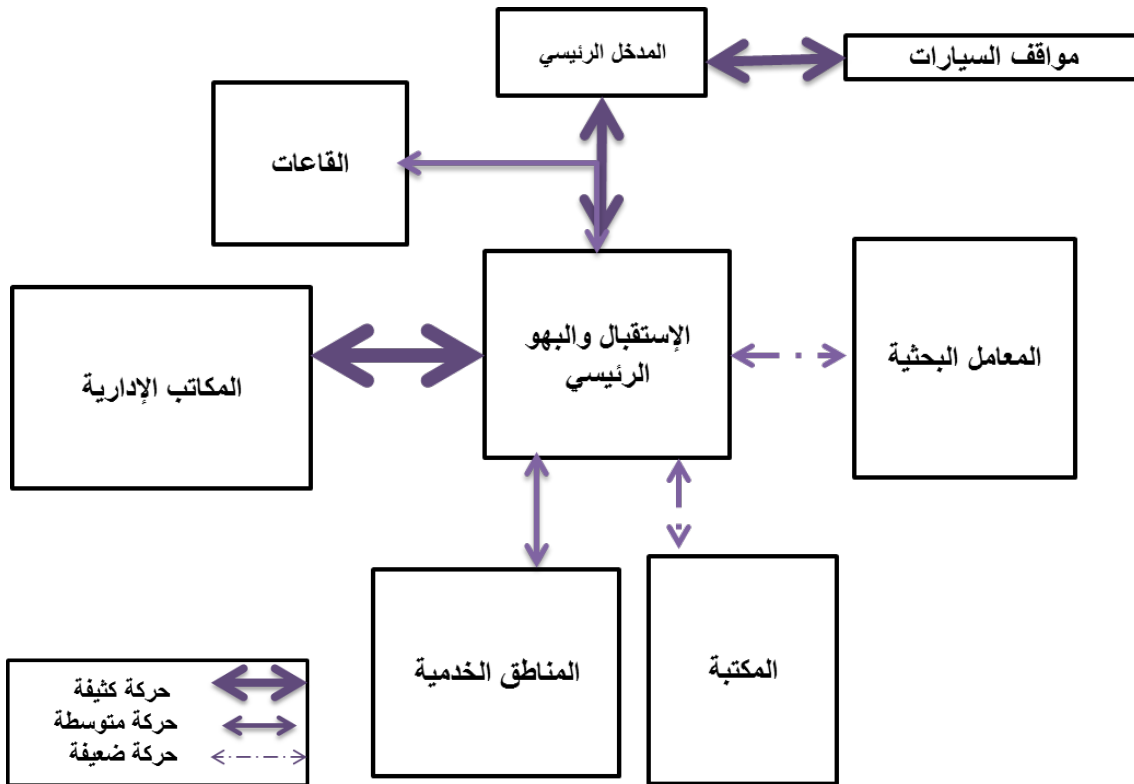 المدخل الرئيسي
مواقف السيارات
القاعات
الإستقبال والبهو
الرئيسي
المعامل البحثية
المكاتب الإدارية
المناطق الخدمية
المكتبة
حركة كثيفة
حركة متوسطة
حركة ضعيفة